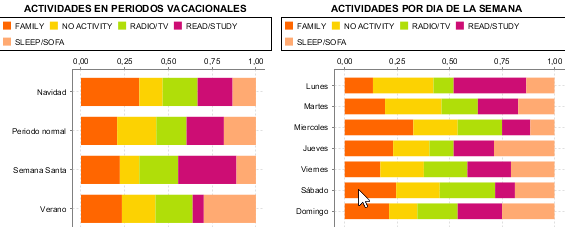 ACTIVIDADES EN PERIODOS VACACIONALES
FAMILY NO ACTIVITY RADIO/TV READ/STUDY
SLEEP/SOFA
0,00 0,25 0,50 0,75 1,00
Navidad
Periodo normal
Semana Santa
Verano
ACTIVIDADES POR DIA DE LA SEMANA
FAMILY NO ACTIVITY RADIO/TV READ/STUDY
SLEEP/SOFA
0,00 0,25 0,50 0,75 1,00
Lunes
Martes
Miercoles
Jueves
Viernes
Sábado
Domingo